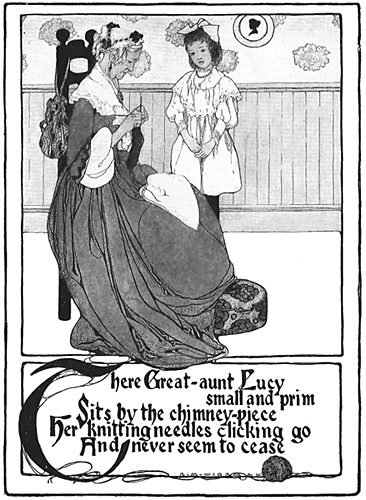 There Great-aunt Lucy
small and prim
Sits by the chimney-piece
Her knitting needles clicking go
And never seem to cease